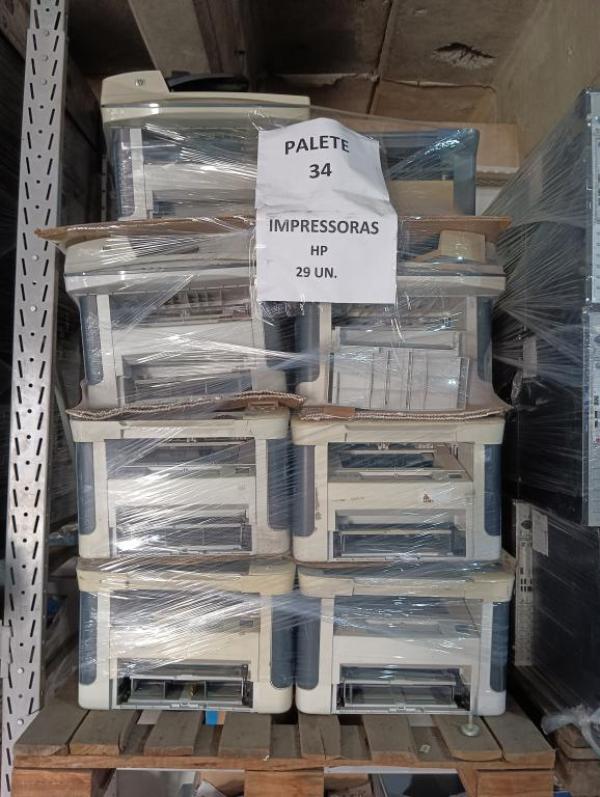 PALETE
34
IMPRESSORAS
HP
29 UN.